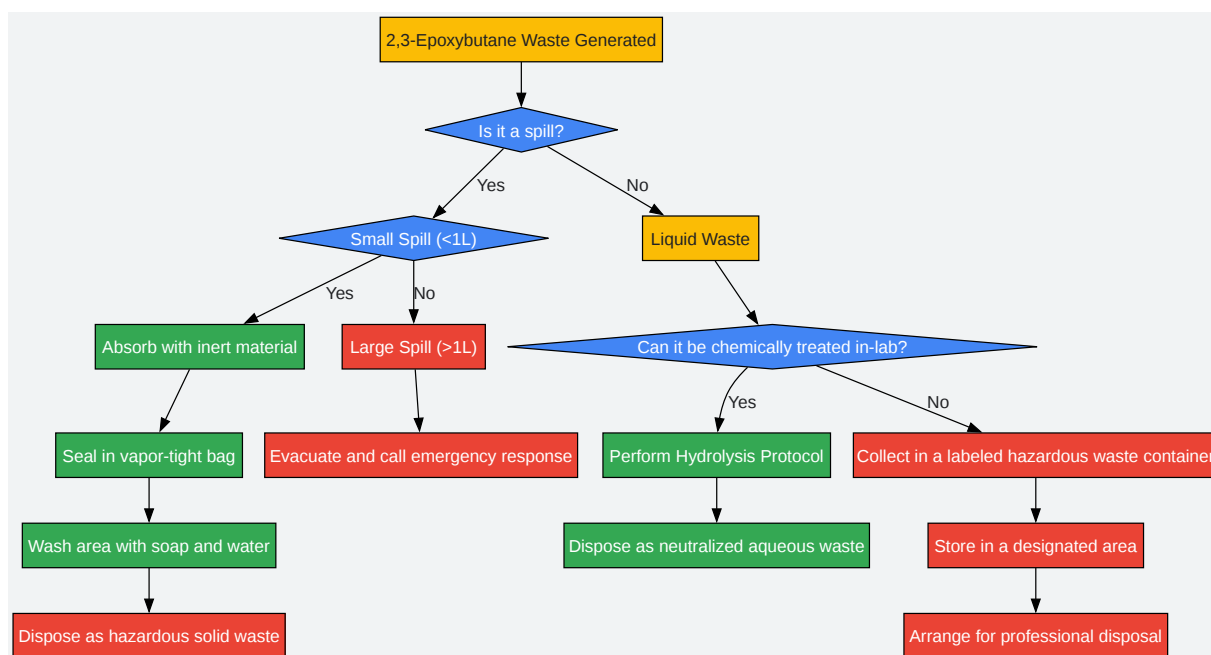 2,3-Epoxybutane Waste Generated
Is it a spill?
Yes
No
Small Spill (<1L)
Liquid Waste
Yes
No
Absorb with inert material
Large Spill (>1L)
Can it be chemically treated in-lab?
Yes
No
Seal in vapor-tight bag
Evacuate and call emergency response
Perform Hydrolysis Protocol
Collect in a labeled hazardous waste container
Wash area with soap and water
Dispose as neutralized aqueous waste
Store in a designated area
Dispose as hazardous solid waste
Arrange for professional disposal